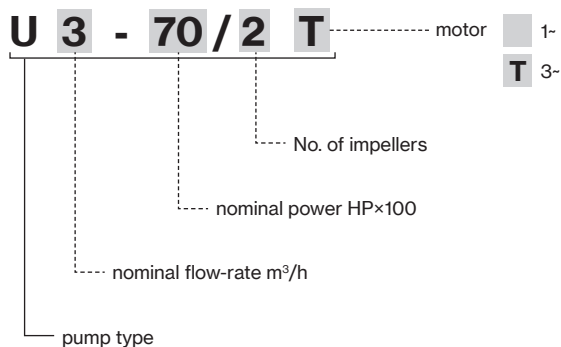 U 3 - 70/2 T
motor
1~
T 3~
No. of impellers
nominal power HP×100
nominal flow-rate m³/h
pump type